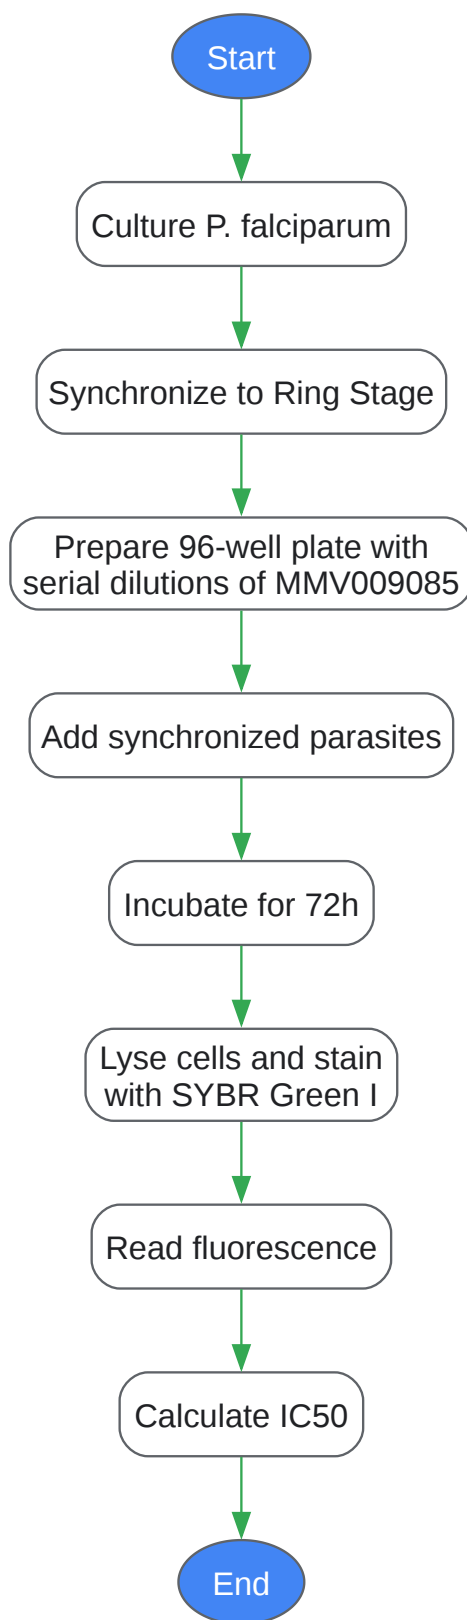 Start
Culture P. falciparum
Synchronize to Ring Stage
Prepare 96-well plate with
serial dilutions of MMV009085
Add synchronized parasites
Incubate for 72h
Lyse cells and stain
with SYBR Green I
Read fluorescence
Calculate IC50
End